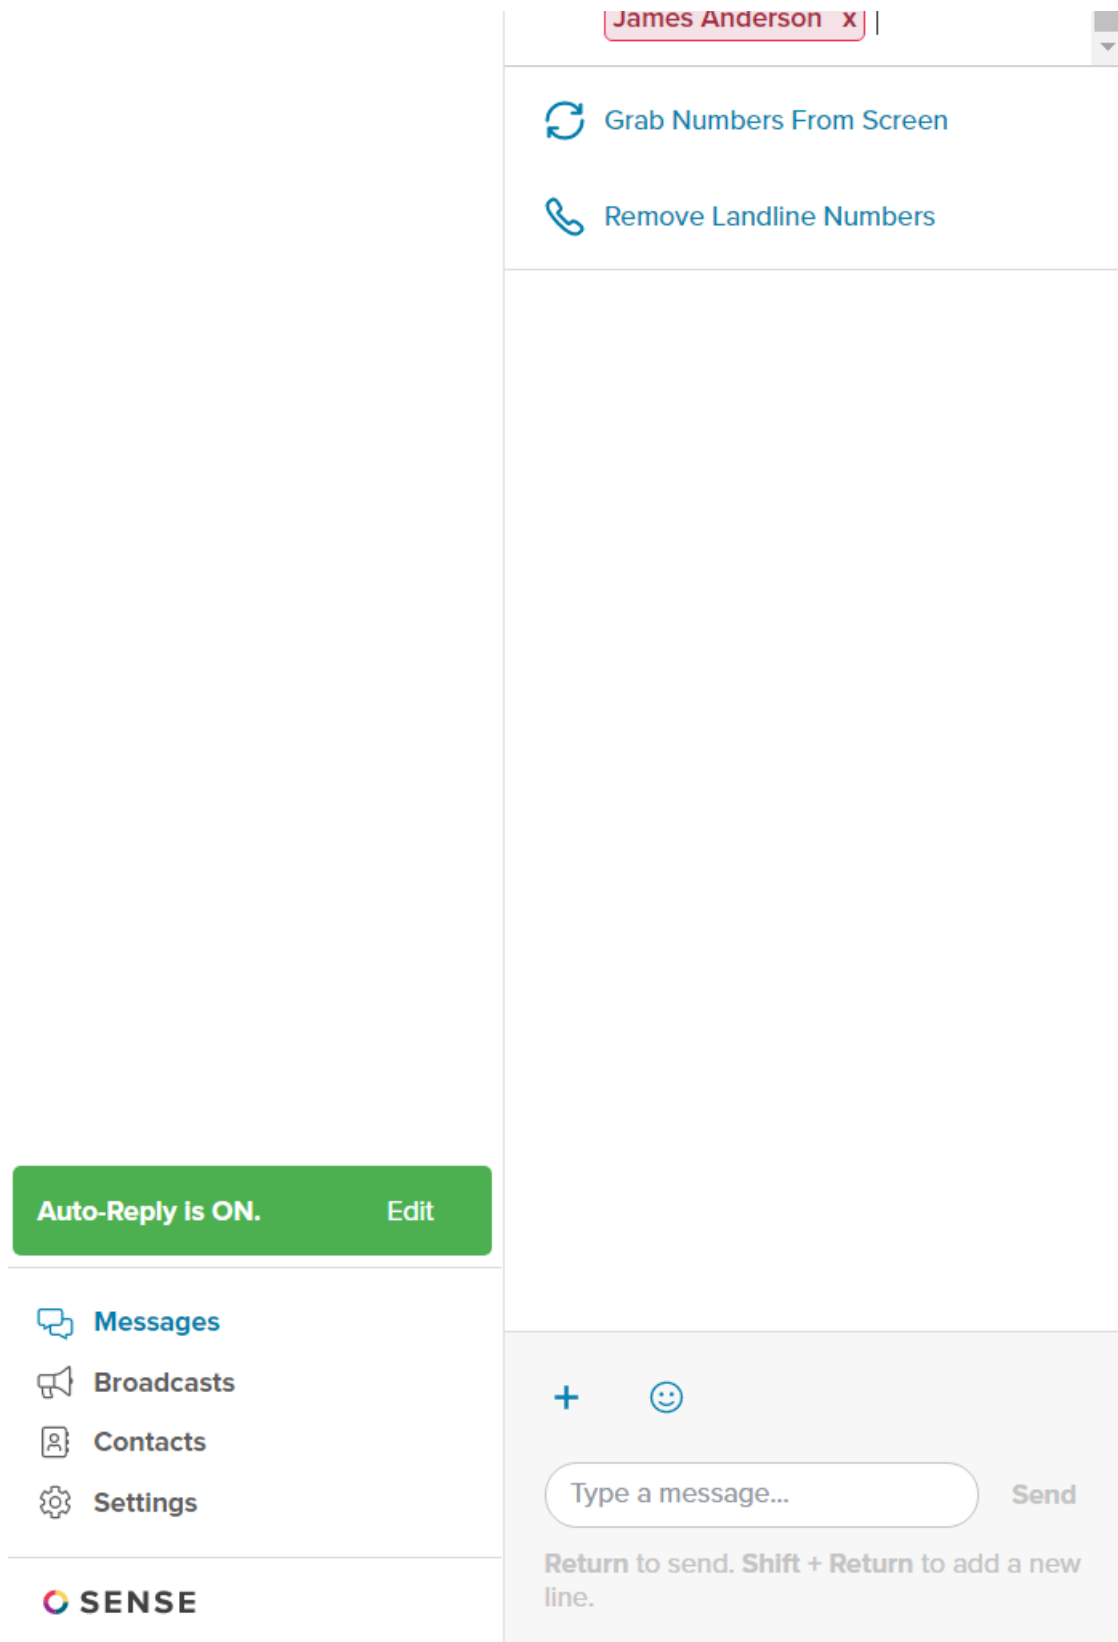 James Anderson x
Grab Numbers From Screen
Remove Landline Numbers
Auto-Reply is ON. Edit
Messages
Broadcasts
Contacts
Settings
SENSE
Type a message...
Send
Return to send. Shift + Return to add a new
line.